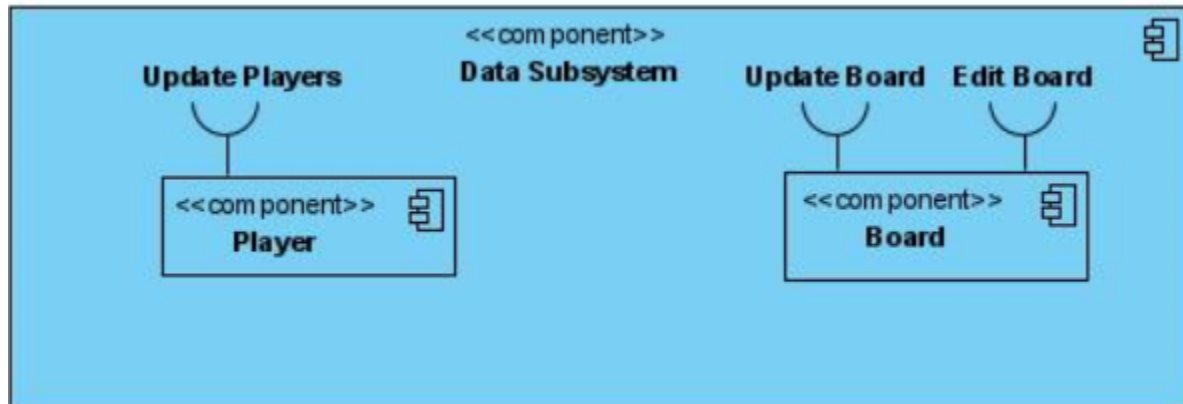 <<component>>
Data Subsystem
Update Players
Update Board
Edit Board
<<component>>
Player
<<component>>
Board